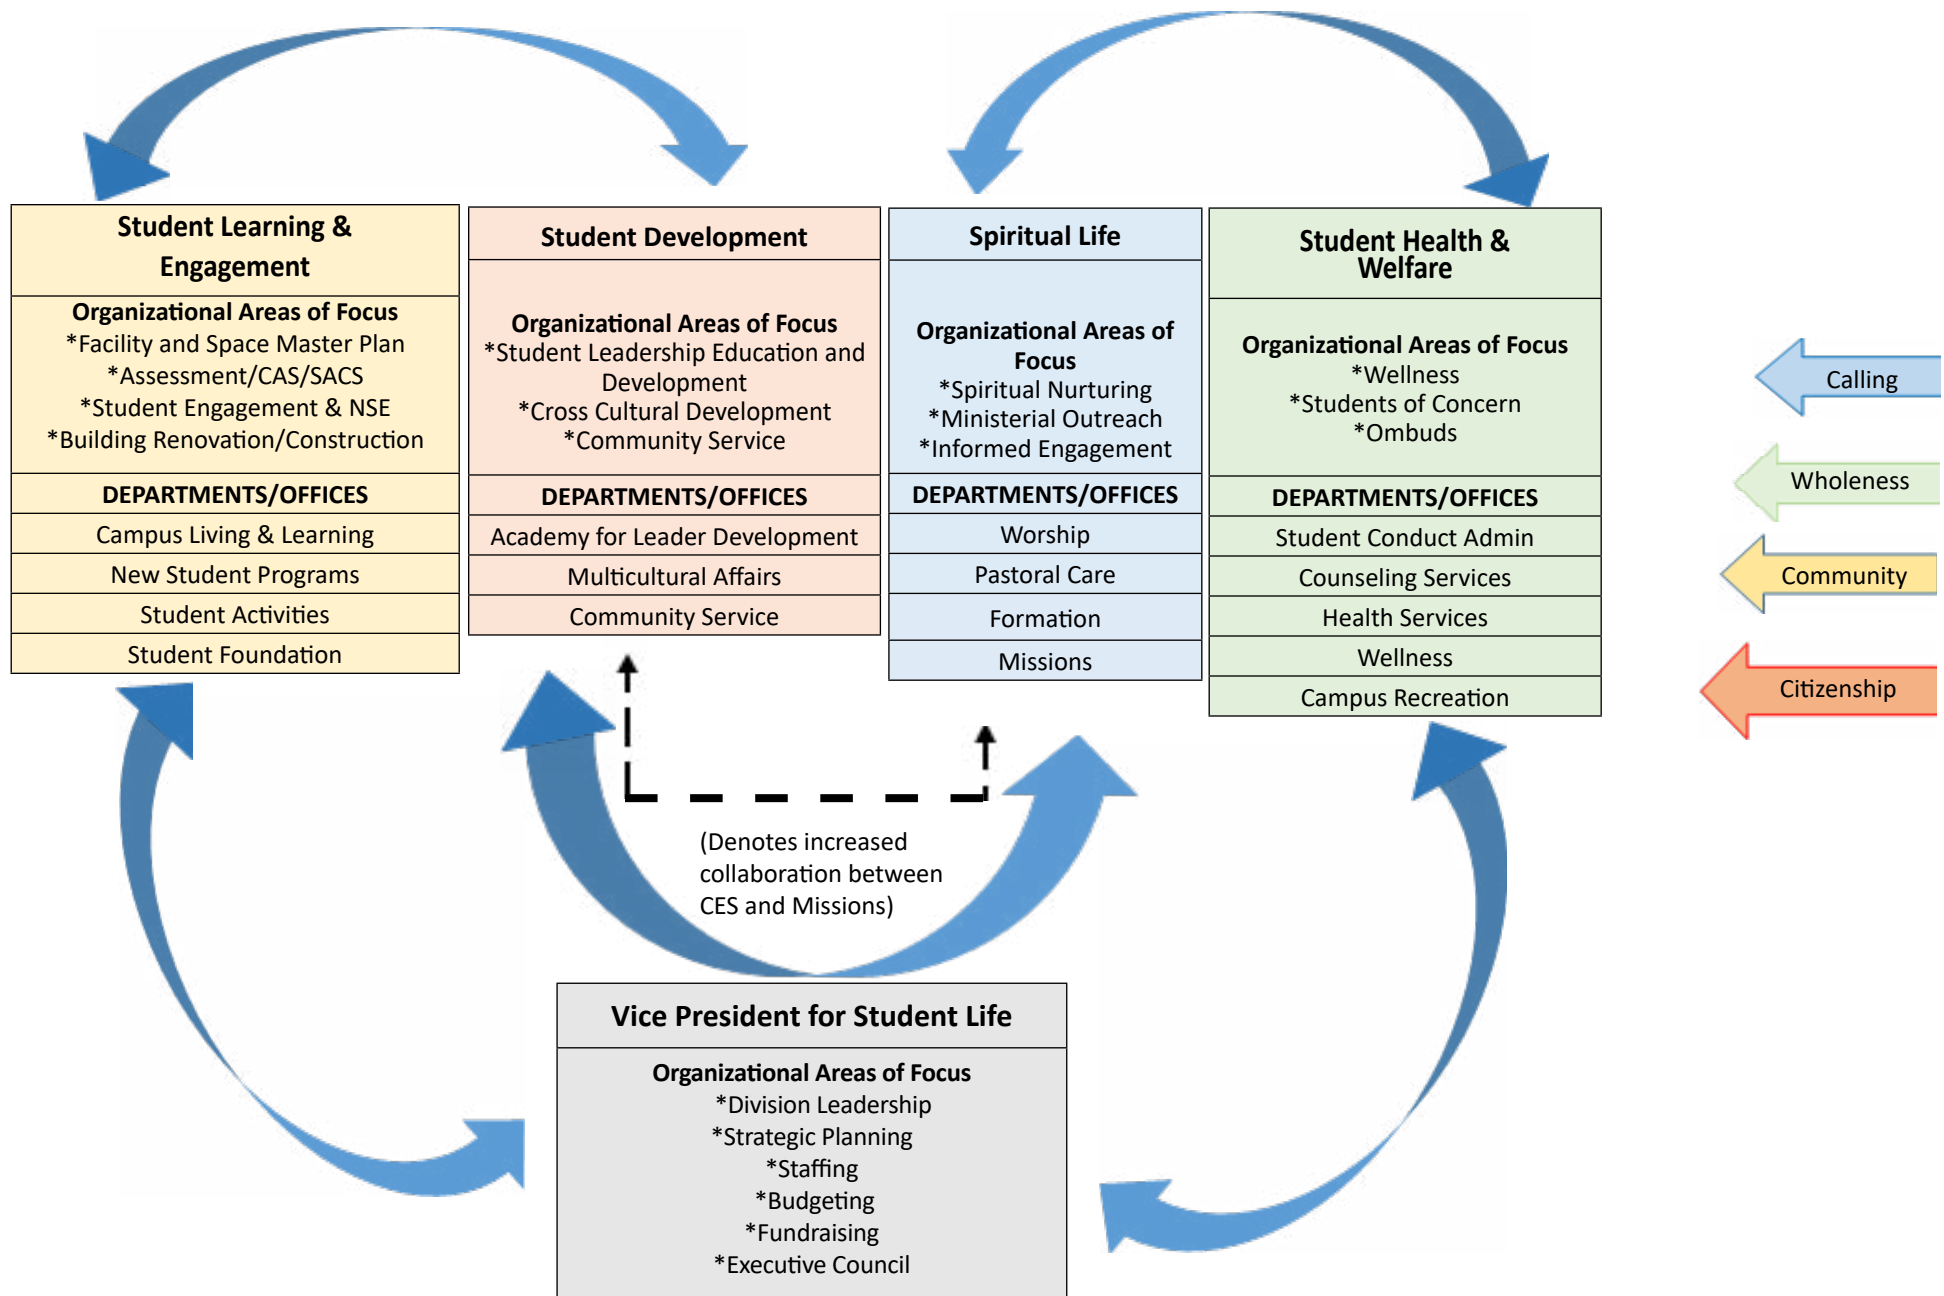 Student Learning &
Engagement
Organizational Areas of Focus
*Facility and Space Master Plan
*Assessment/CAS/SACS
*Student Engagement & NSE
*Building Renovation/Construction
DEPARTMENTS/OFFICES
Campus Living & Learning
New Student Programs
Student Activities
Student Foundation
Student Development
Organizational Areas of Focus
*Student Leadership Education and
Development
*Cross Cultural Development
*Community Service
DEPARTMENTS/OFFICES
Academy for Leader Development
Multicultural Affairs
Community Service
Spiritual Life
Organizational Areas of
Focus
*Spiritual Nurturing
*Ministerial Outreach
*Informed Engagement
DEPARTMENTS/OFFICES
Worship
Pastoral Care
Formation
Missions
Student Health &
Welfare
Organizational Areas of Focus
*Wellness
*Students of Concern
*Ombuds
DEPARTMENTS/OFFICES
Student Conduct Admin
Counseling Services
Health Services
Wellness
Campus Recreation
Calling
Wholeness
Community
Citizenship
(Denotes increased
collaboration between
CES and Missions)
Vice President for Student Life
Organizational Areas of Focus
*Division Leadership
*Strategic Planning
*Staffing
*Budgeting
*Fundraising
*Executive Council